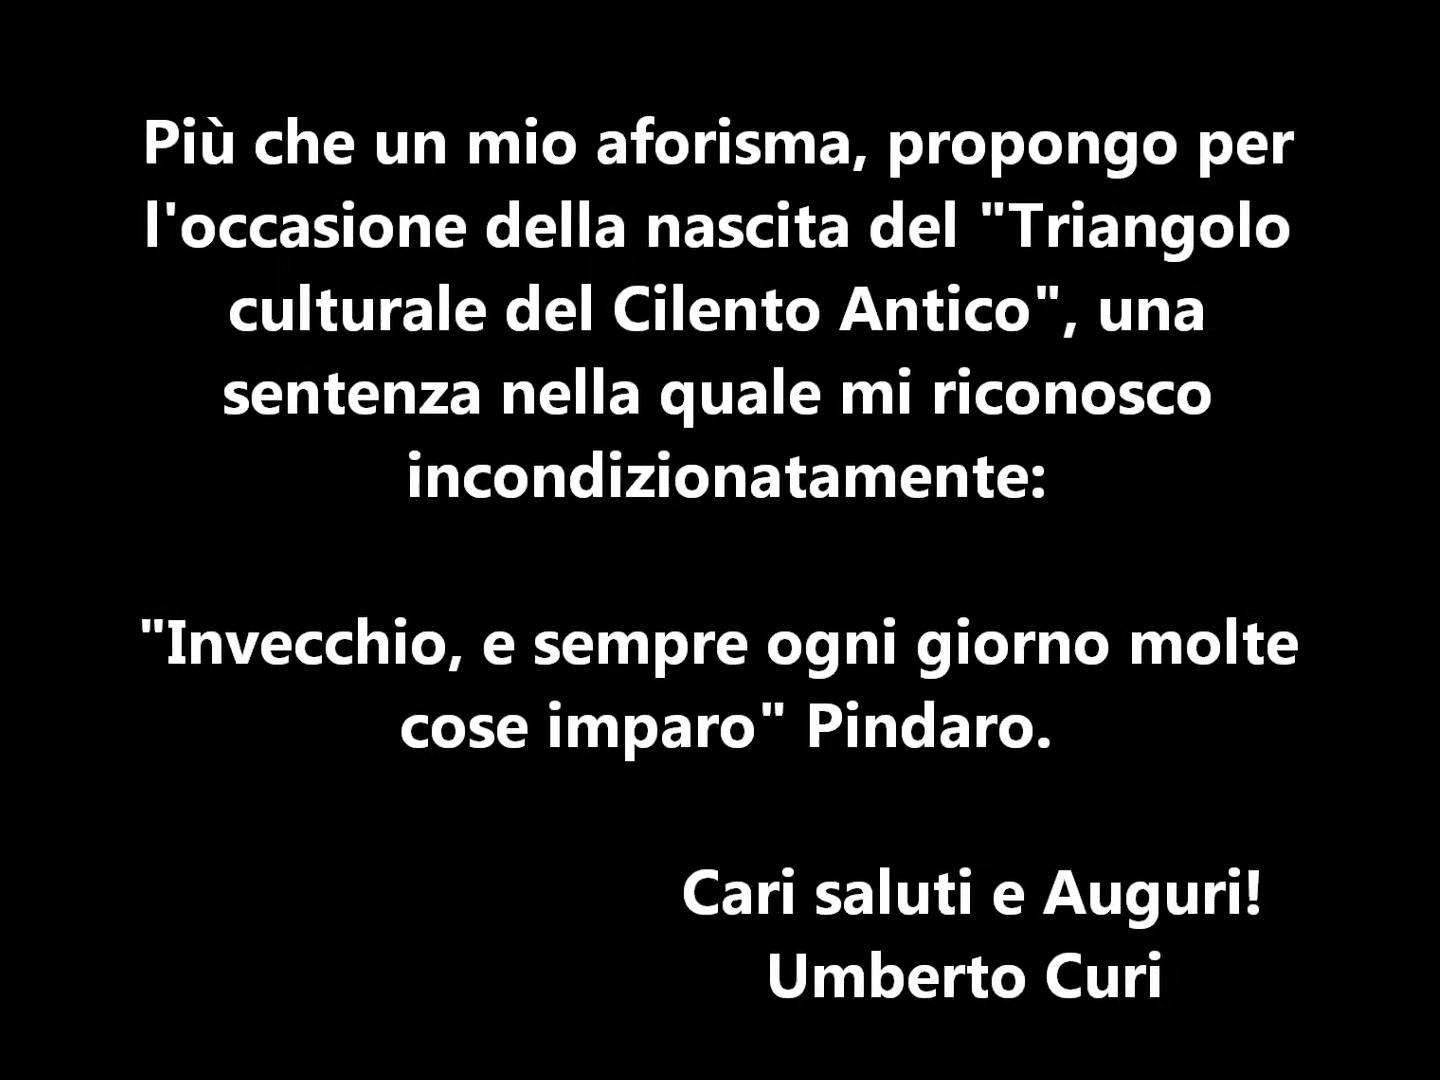 Più che un mio aforisma, propongo per
l'occasione della nascita del "Triangolo
culturale del Cilento Antico", una
sentenza nella quale mi riconosco
incondizionatamente:
"Invecchio, e sempre ogni giorno molte
cose imparo" Pindaro.
Cari saluti e Auguri!
Umberto Curi